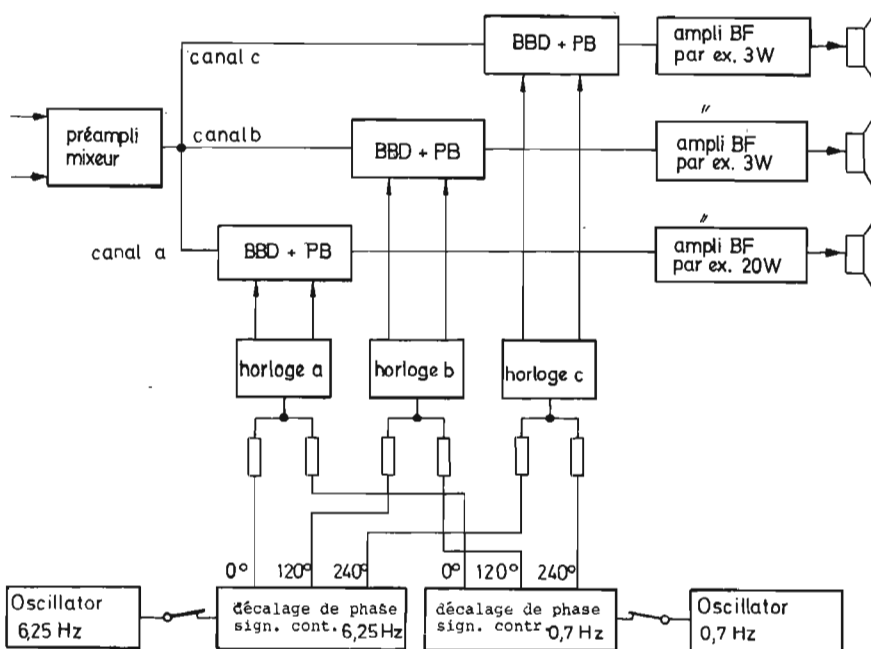 BBD + PB
ampli BF
par ex. 3W
canal c
"
préampli
mixeur
canal b
BBD + PB
ampli BF
par ex. 3W
"
canal a
BBD + PB
ampli BF
par ex. 20W
horloge a
horloge b
horloge c
0° 120° 240°
0° 120° 240°
Oscillator
6,25 Hz
décalage de phase
sign. cont. 6,25Hz
décalage de phase
sign. contr. 0,7 Hz
Oscillator
0,7 Hz